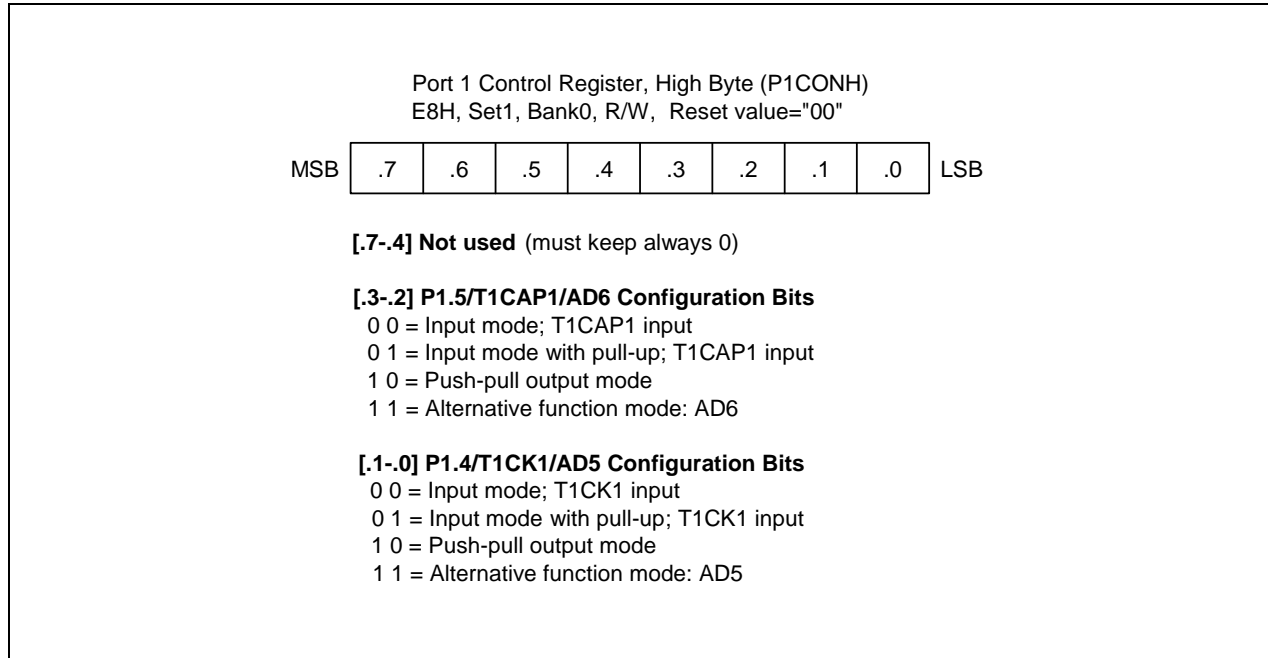 Port 1 Control Register, High Byte (P1CONH)
E8H, Set1, Bank0, R/W, Reset value="00"
MSB .7 .6 .5 .4 .3 .2 .1 .0 LSB
[.7-.4] Not used (must keep always 0)
[.3-.2] P1.5/T1CAP1/AD6 Configuration Bits
0 0 = Input mode; T1CAP1 input
0 1 = Input mode with pull-up; T1CAP1 input
1 0 = Push-pull output mode
1 1 = Alternative function mode: AD6
[.1-.0] P1.4/T1CK1/AD5 Configuration Bits
0 0 = Input mode; T1CK1 input
0 1 = Input mode with pull-up; T1CK1 input
1 0 = Push-pull output mode
1 1 = Alternative function mode: AD5